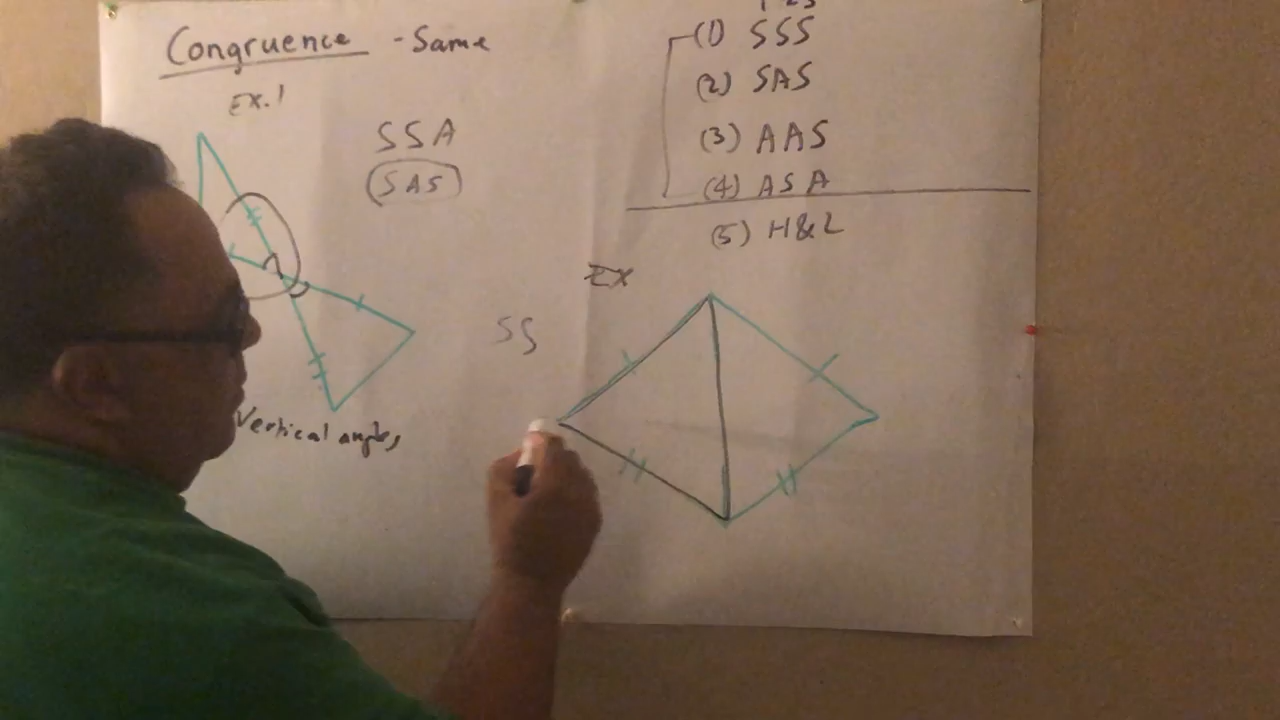 Congruence - Same
EX.1
SSA
(SAS)
Vertical angles
(1) SSS
(2) SAS
(3) AAS
(4) ASA
(5) H&L
EX
SS